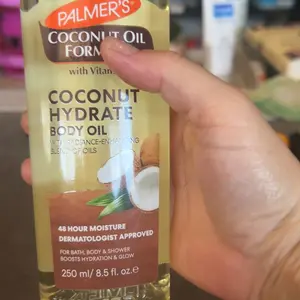 PALMER'S
COCONUT OIL
with
COCONUT
HYDRATE
BODY OIL
OILS
48 HOUR MOISTURE
DERMATOLOGIST APPROVED
FOR BATH, BODY & SHOWER
BOOSTS HYDRATION & GLOW
250 ml/ 8.5 fl. oz. e